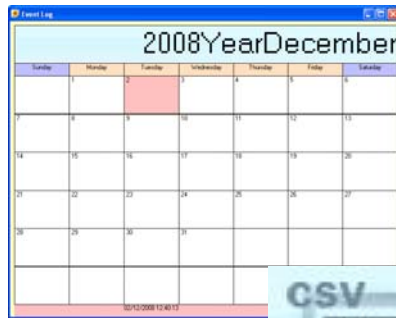 Event Log
2008YearDecember
Sunday Monday Tuesday Wednesday Thursday Friday Saturday
1 2 3 4 5 6
7 8 9 10 11 12 13
14 15 16 17 18 19 20
21 22 23 24 25 26 27
28 29 30 31
02/12/2008 12:40:13
CSV